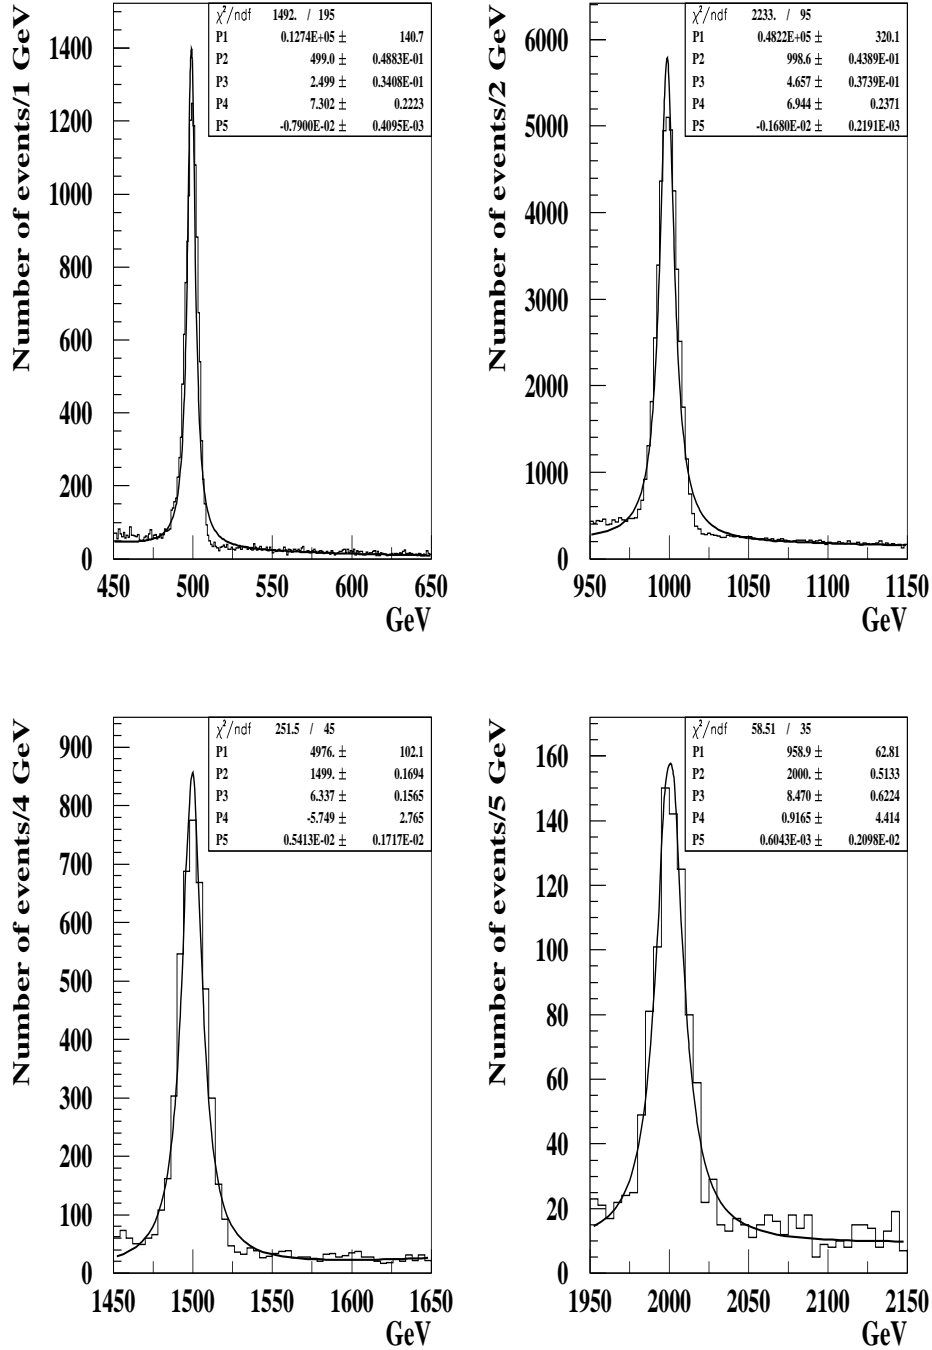 Number of events/1 GeV
χ²/ndf 1492. / 195
P1 0.1274E+05 ± 140.7
P2 499.0 ± 0.4883E-01
P3 2.499 ± 0.3408E-01
P4 7.302 ± 0.2223
P5 -0.7900E-02 ± 0.4095E-03
1400
1200
1000
800
600
400
200
0
450 500 550 600 650
GeV
Number of events/2 GeV
χ²/ndf 2233. / 95
P1 0.4822E+05 ± 320.1
P2 998.6 ± 0.4389E-01
P3 4.657 ± 0.3739E-01
P4 6.944 ± 0.2371
P5 -0.1680E-02 ± 0.2191E-03
6000
5000
4000
3000
2000
1000
0
950 1000 1050 1100 1150
GeV
Number of events/4 GeV
χ²/ndf 251.5 / 45
P1 4976. ± 102.1
P2 1499. ± 0.1694
P3 6.337 ± 0.1565
P4 -5.749 ± 2.765
P5 0.5413E-02 ± 0.1717E-02
900
800
700
600
500
400
300
200
100
0
1450 1500 1550 1600 1650
GeV
Number of events/5 GeV
χ²/ndf 58.51 / 35
P1 958.9 ± 62.81
P2 2000. ± 0.5133
P3 8.470 ± 0.6224
P4 0.9165 ± 4.414
P5 0.6043E-03 ± 0.2098E-02
160
140
120
100
80
60
40
20
0
1950 2000 2050 2100 2150
GeV